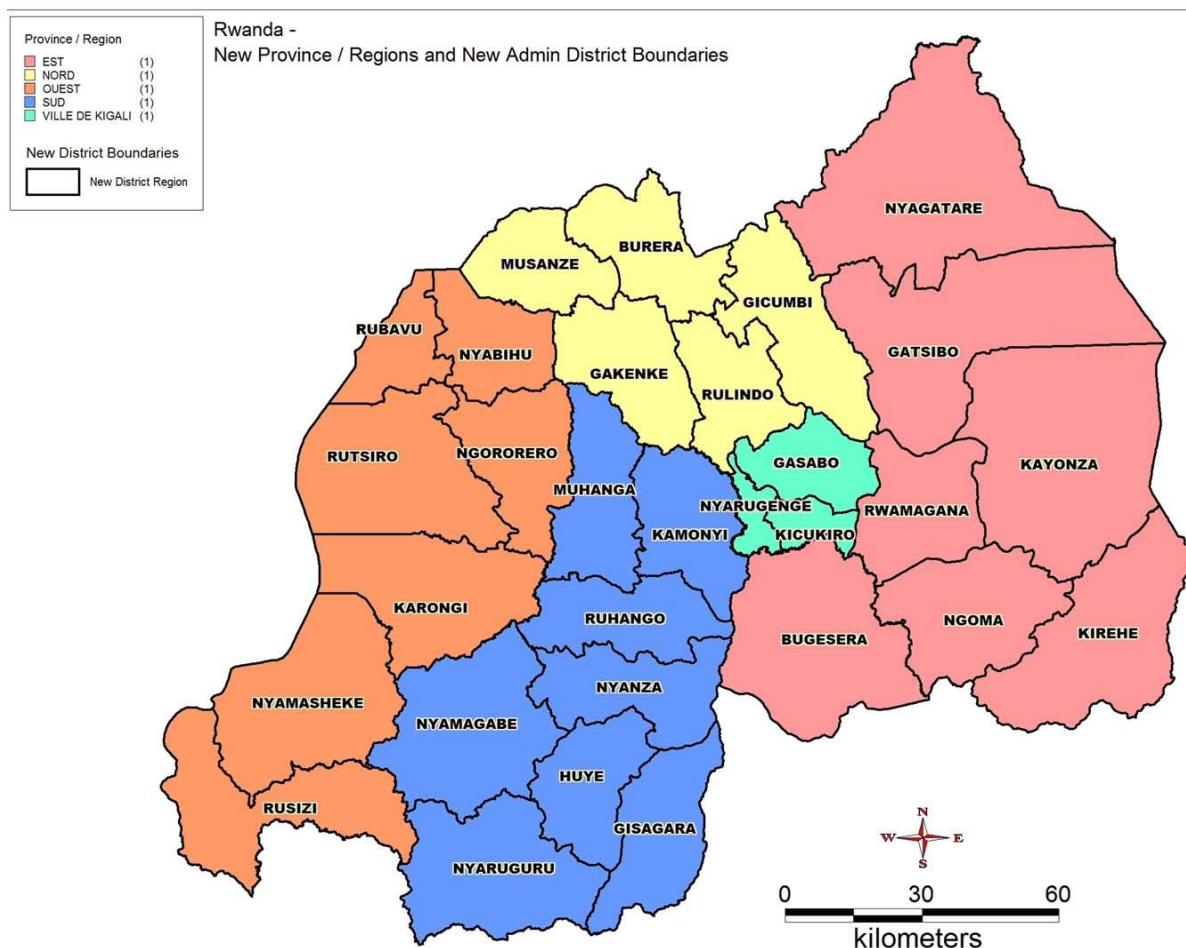 Province / Region
EST (1)
NORD (1)
OUEST (1)
SUD (1)
VILLE DE KIGALI (1)
New District Boundaries
New District Region
Rwanda -
New Province / Regions and New Admin District Boundaries
NYAGATARE
BURERA
MUSANZE
GICUMBI
RUBAVU
NYABIHU
GATSIBO
GAKENKE
RULINDO
RUTSIRO
NGORORERO
GASABO
KAYONZA
MUHANGA
NYARUGENGE
RWAMAGANA
KAMONYI
KICUKIRO
KARONGI
RUHANGO
BUGESERA
NGOMA
KIREHE
NYANZA
NYAMASHEKE
NYAMAGABE
HUYE
RUSIZI
GISAGARA
NYARUGURU
N
W E
S
0 30 60
kilometers